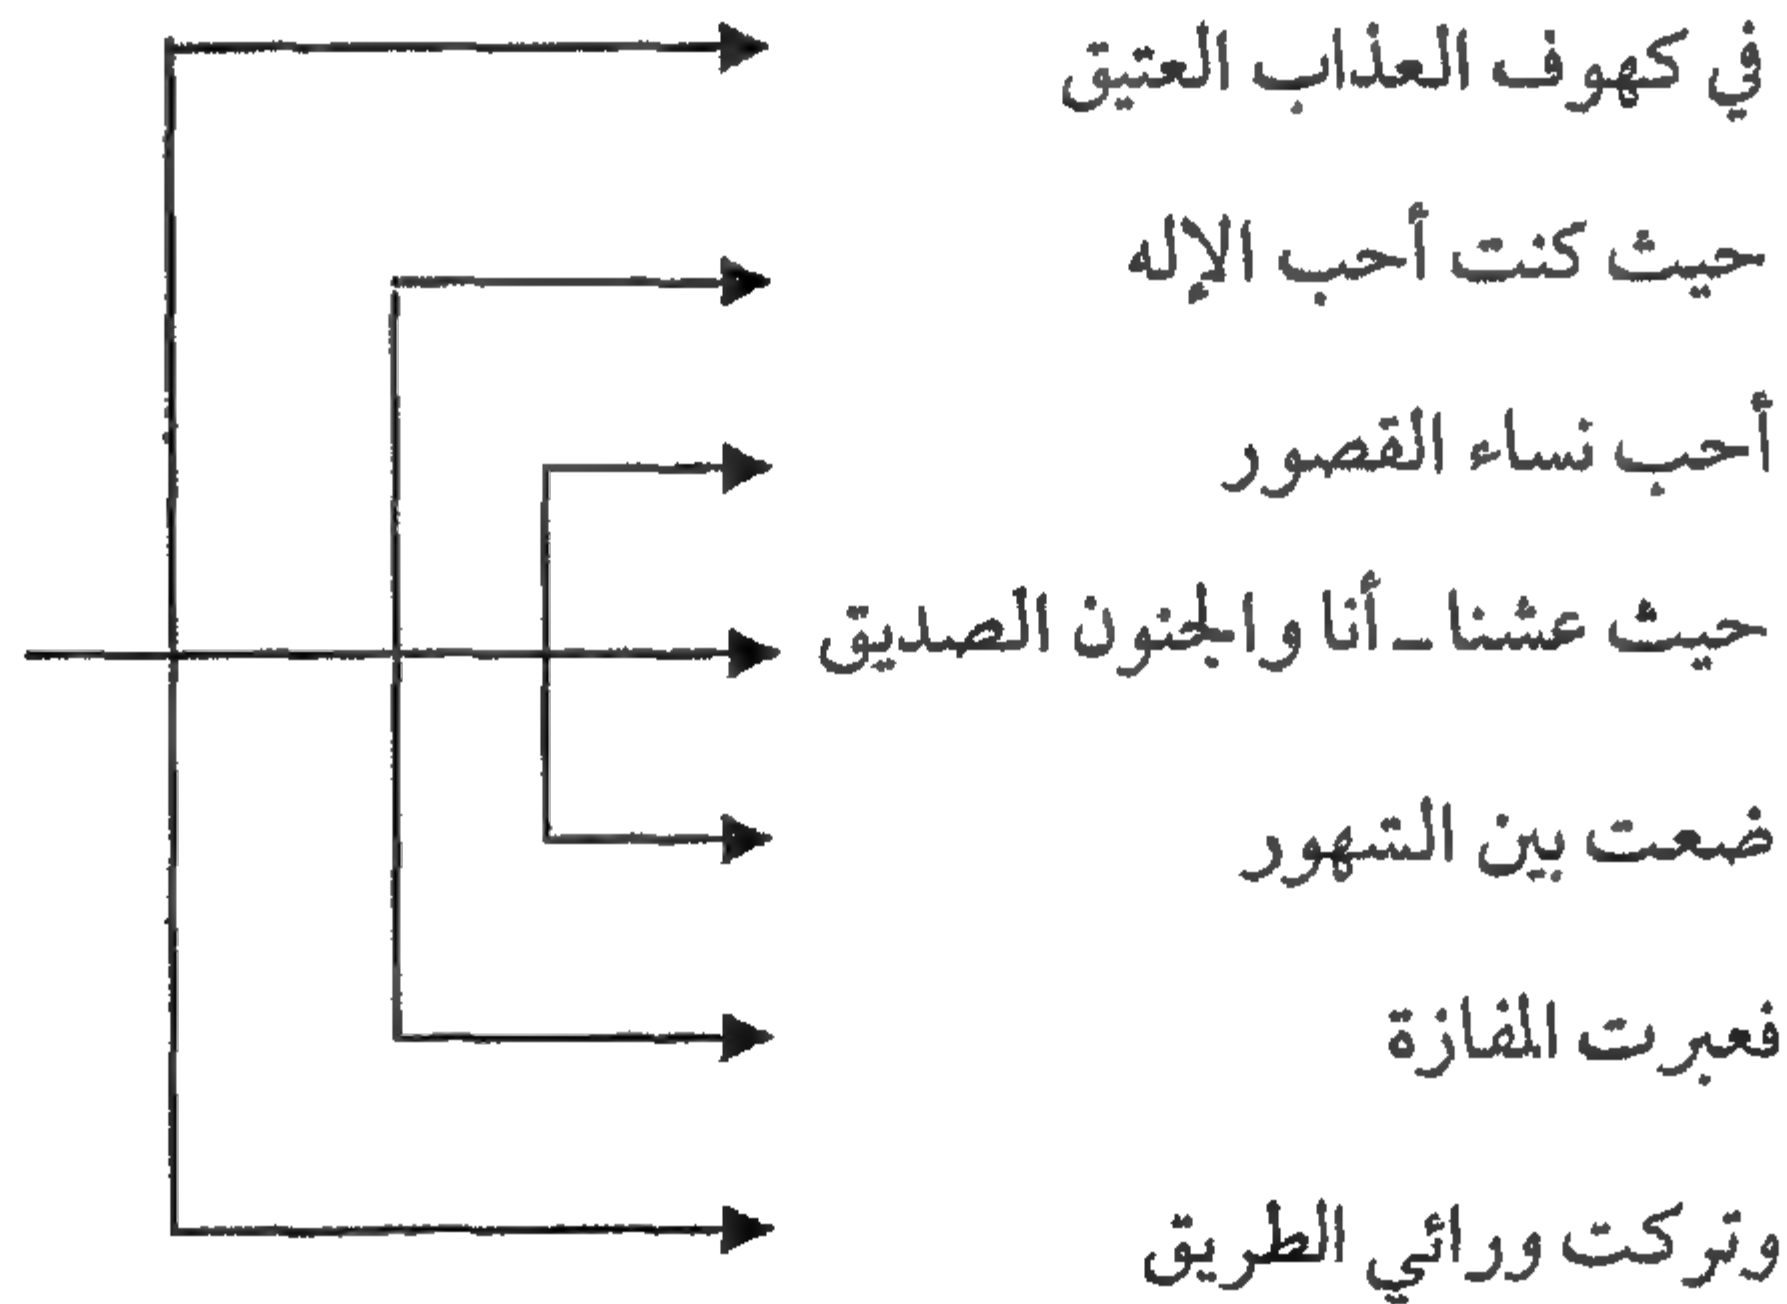 في كهوف العذاب العتيق
حيث كنت أحب الإله
أحب نساء القصور
حيث عشنا ـ أنا والجنون الصديق
ضعت بين الشهور
فعبرت المفازة
وتركت ورائي الطريق